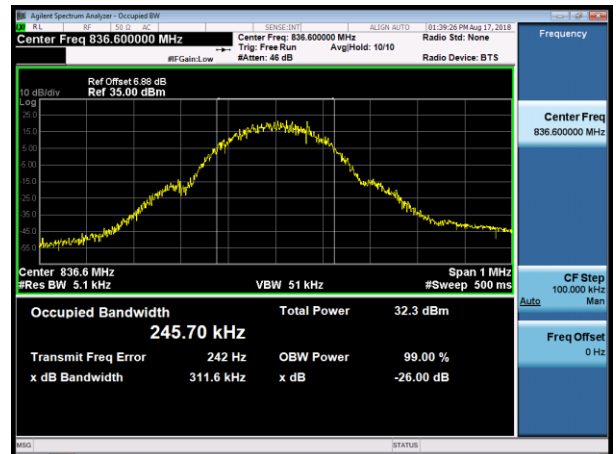 Agilent Spectrum Analyzer - Occupied BW
RL RF 50 Ω AC SENSE:INT ALIGN AUTO 01:39:26 PM Aug 17, 2018
Center Freq 836.600000 MHz
Center Freq: 836.600000 MHz
Radio Std: None
Trig: Free Run Avg|Hold: 10/10
#IFGain:Low #Atten: 46 dB Radio Device: BTS
Frequency
Ref Offset 6.88 dB
10 dB/div Ref 35.00 dBm
Log
25.0
15.0
5.00
-5.00
-15.0
-25.0
-35.0
-45.0
-55.0
Center 836.6 MHz Span 1 MHz
#Res BW 5.1 kHz VBW 51 kHz #Sweep 500 ms
Occupied Bandwidth Total Power 32.3 dBm
245.70 kHz
Transmit Freq Error 242 Hz OBW Power 99.00 %
x dB Bandwidth 311.6 kHz x dB -26.00 dB
Center Freq
836.600000 MHz
CF Step
100.000 kHz
Auto Man
Freq Offset
0 Hz
MSG STATUS